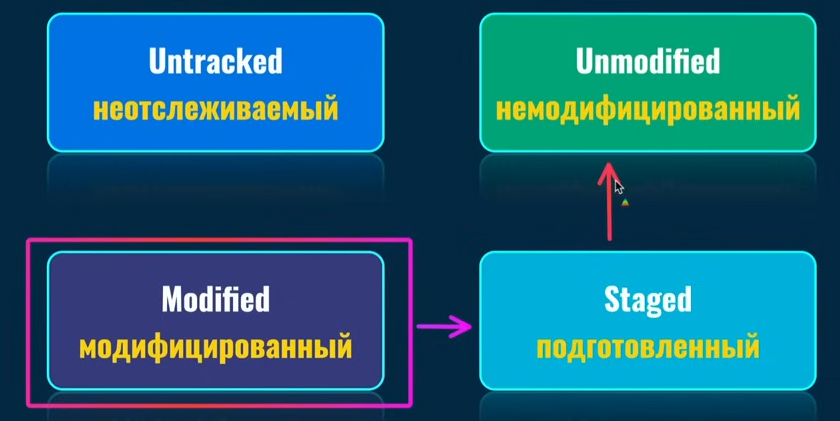 Untracked
неотслеживаемый
Unmodified
немодифицированный
Modified
модифицированный
Staged
подготовленный